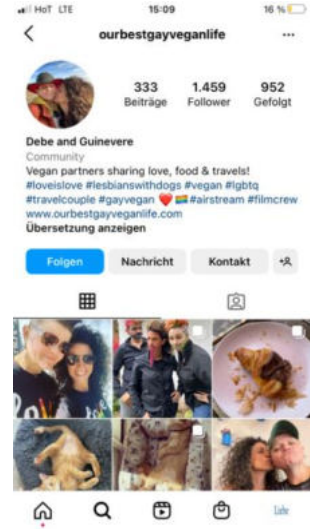 HoT LTE 15:09 16 %
ourbestgayveganlife
333 1.459 952
Beiträge Follower Gefolgt
Debe and Guinevere
Community
Vegan partners sharing love, food & travels!
#loveislove #lesbianswithdogs #vegan #lgbtq
#travelcouple #gayvegan ❤️🏳️‍🌈#airstream #filmcrew
www.ourbestgayveganlife.com
Übersetzung anzeigen
Folgen Nachricht Kontakt